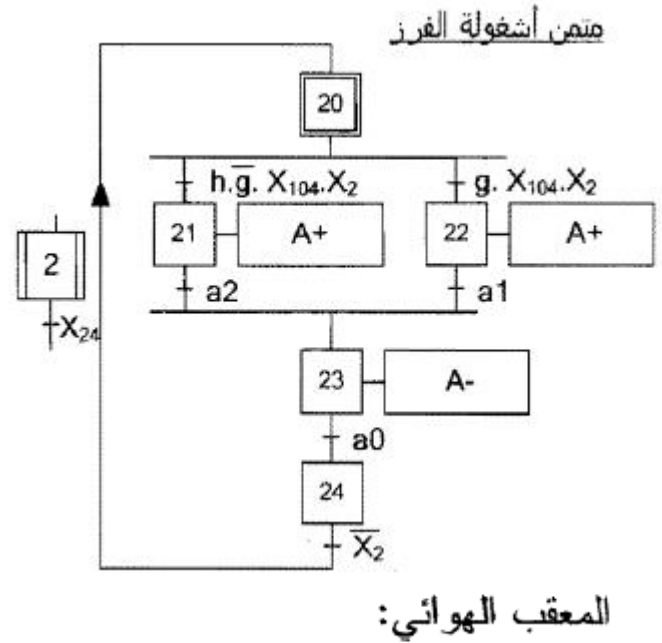 متمن أشغولة الفرز
20
h.g̅. X₁₀₄.X₂ g. X₁₀₄.X₂
21 A+ 22 A+
2
a2 a1
X₂₄
23 A-
a0
24
X̅₂
المعقب الهوائي: